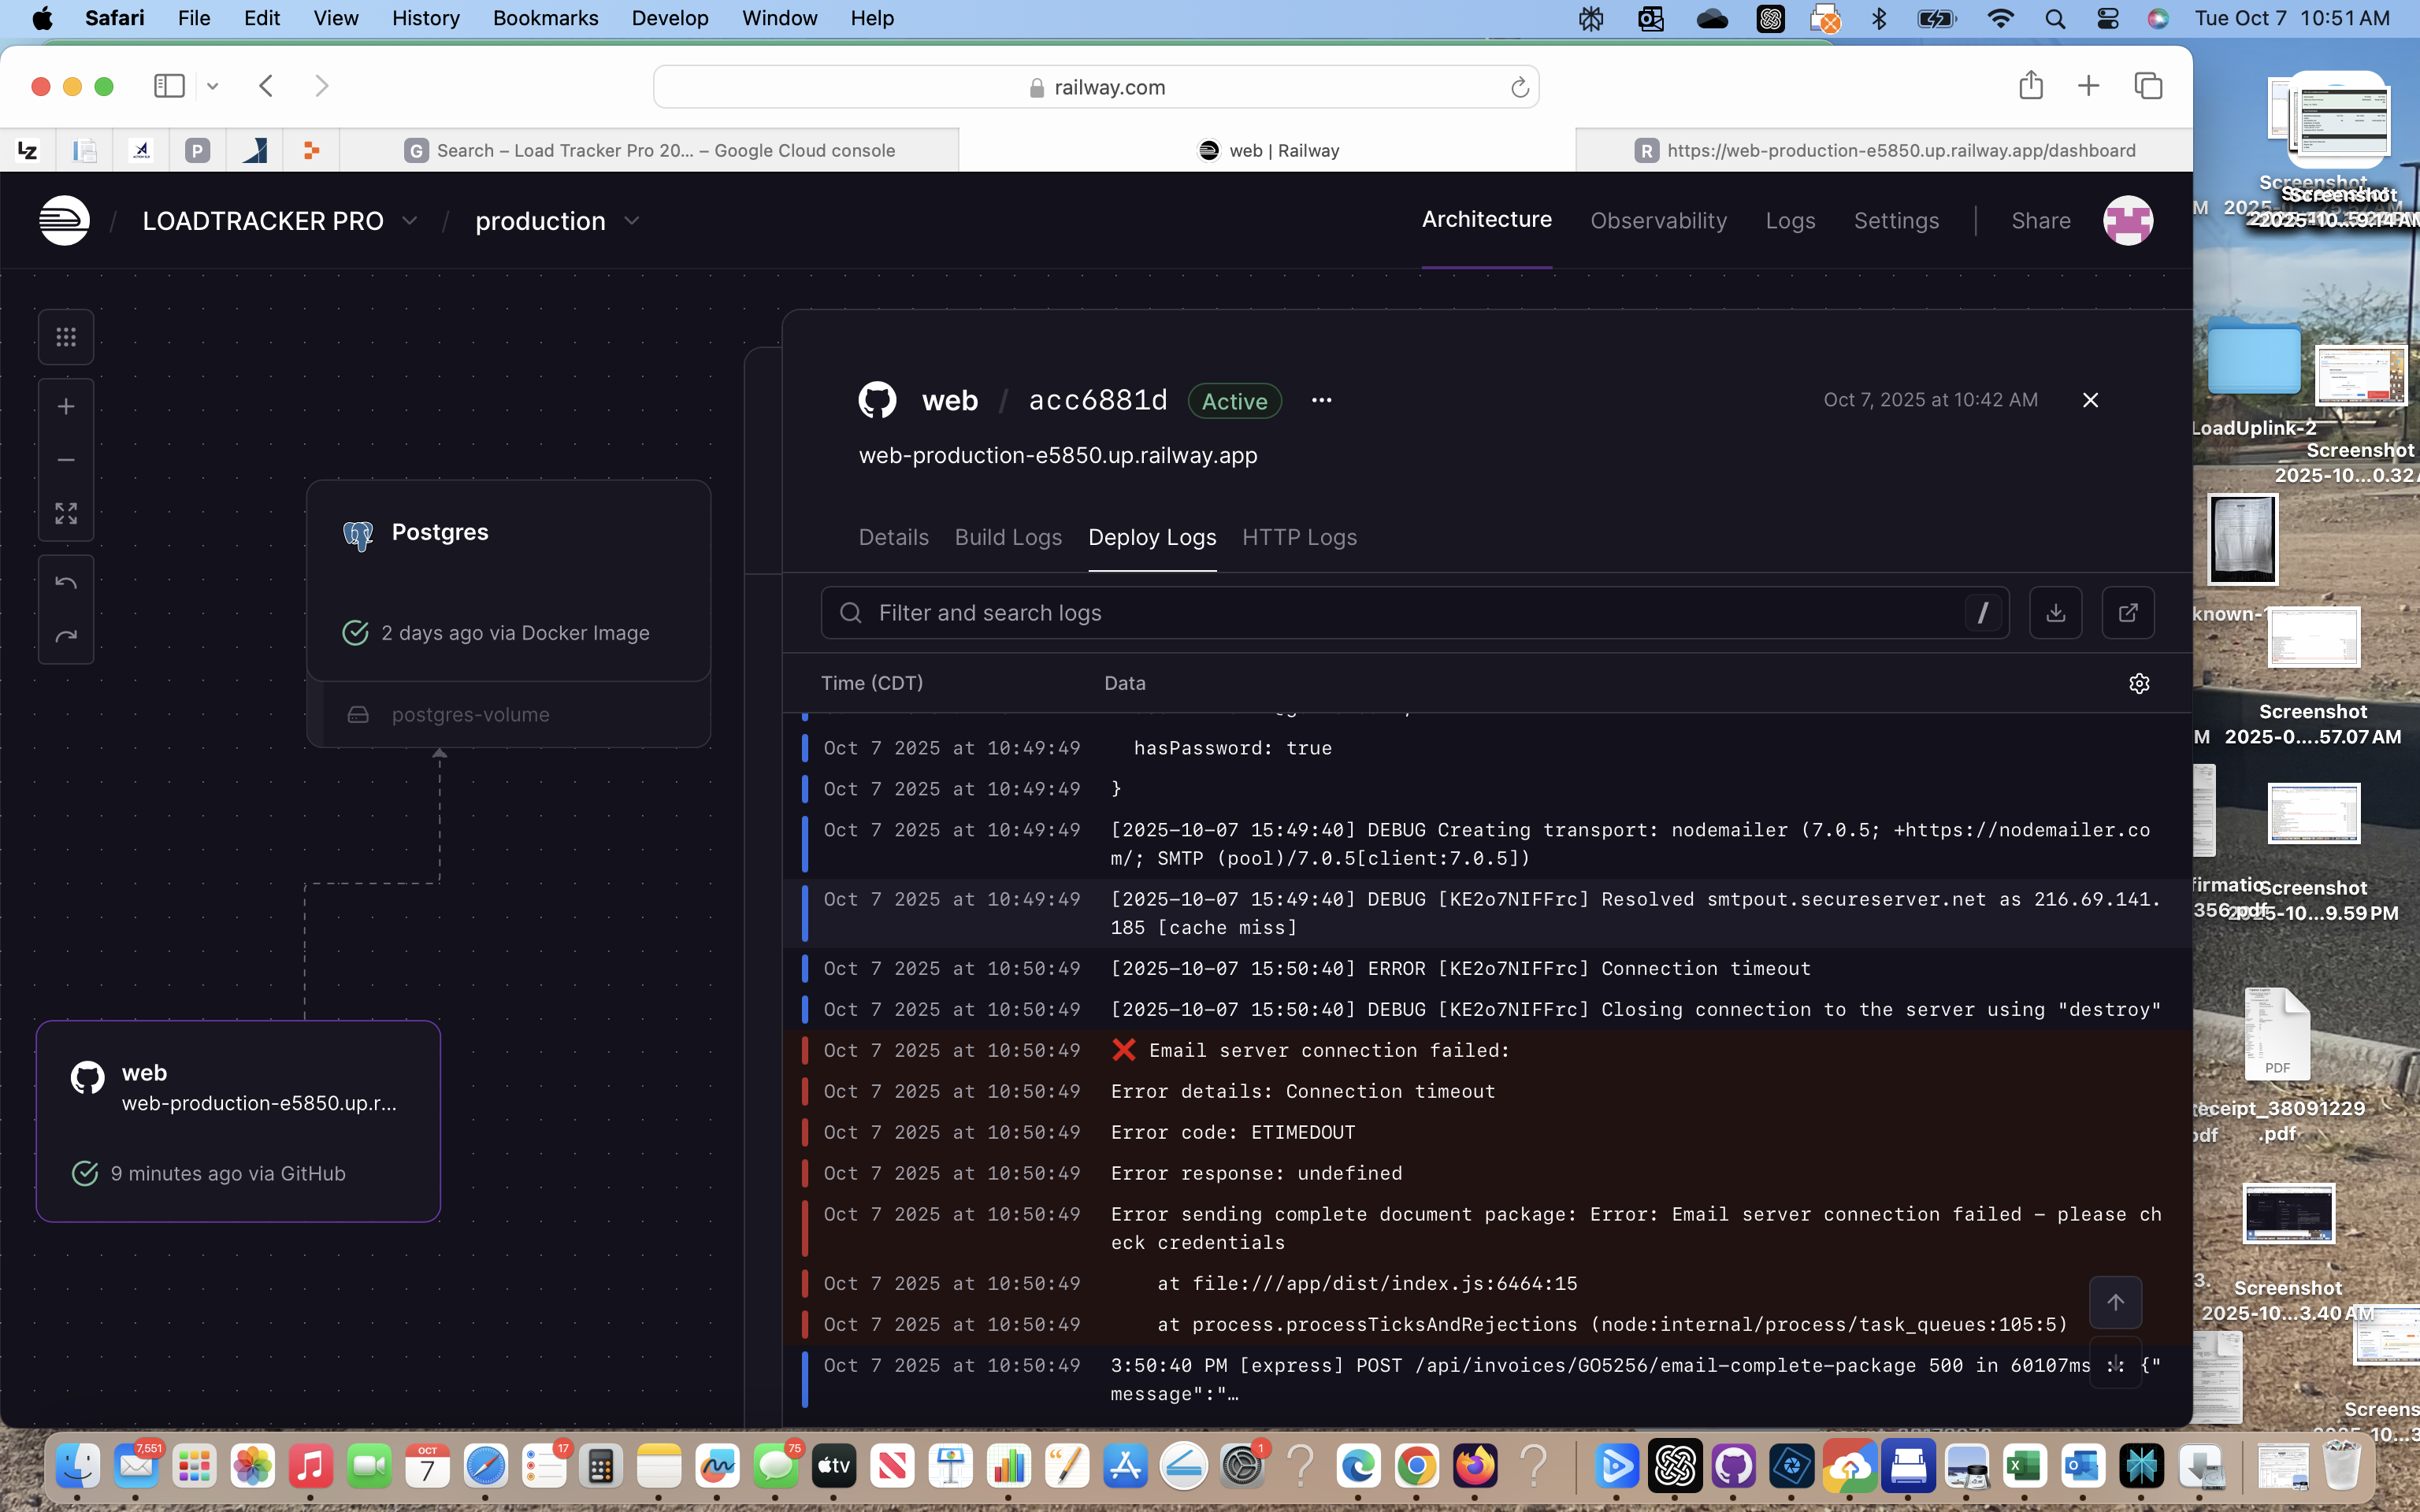 Safari File Edit View History Bookmarks Develop Window Help Tue Oct 7 10:51 AM
railway.com
G Search – Load Tracker Pro 20... – Google Cloud console
web | Railway
R https://web-production-e5850.up.railway.app/dashboard
LOADTRACKER PRO / production
Architecture Observability Logs Settings Share
web / acc6881d Active ...
Oct 7, 2025 at 10:42 AM
web-production-e5850.up.railway.app
Postgres
2 days ago via Docker Image
postgres-volume
Details Build Logs Deploy Logs HTTP Logs
Filter and search logs /
Time (CDT) Data
Oct 7 2025 at 10:49:49 hasPassword: true
Oct 7 2025 at 10:49:49 }
Oct 7 2025 at 10:49:49 [2025-10-07 15:49:40] DEBUG Creating transport: nodemailer (7.0.5; +https://nodemailer.co
m/; SMTP (pool)/7.0.5[client:7.0.5])
Oct 7 2025 at 10:49:49 [2025-10-07 15:49:40] DEBUG [KE2o7NIFFrc] Resolved smtpout.secureserver.net as 216.69.141.
185 [cache miss]
Oct 7 2025 at 10:50:49 [2025-10-07 15:50:40] ERROR [KE2o7NIFFrc] Connection timeout
Oct 7 2025 at 10:50:49 [2025-10-07 15:50:40] DEBUG [KE2o7NIFFrc] Closing connection to the server using "destroy"
Oct 7 2025 at 10:50:49 ❌ Email server connection failed:
Oct 7 2025 at 10:50:49 Error details: Connection timeout
Oct 7 2025 at 10:50:49 Error code: ETIMEDOUT
Oct 7 2025 at 10:50:49 Error response: undefined
Oct 7 2025 at 10:50:49 Error sending complete document package: Error: Email server connection failed - please ch
eck credentials
Oct 7 2025 at 10:50:49 at file:///app/dist/index.js:6464:15
Oct 7 2025 at 10:50:49 at process.processTicksAndRejections (node:internal/process/task_queues:105:5)
Oct 7 2025 at 10:50:49 3:50:40 PM [express] POST /api/invoices/GO5256/email-complete-package 500 in 60107ms :: {"
message":"…
web
web-production-e5850.up.r...
9 minutes ago via GitHub
Screenshot
LoadUplink-2
Screenshot
Screenshot
2025-0....57.07 AM
Screenshot
2025-10...9.59 PM
PDF
.pdf
Screenshot
2025-10...3.40 AM
7,551
OCT
7
17
75
tv
1